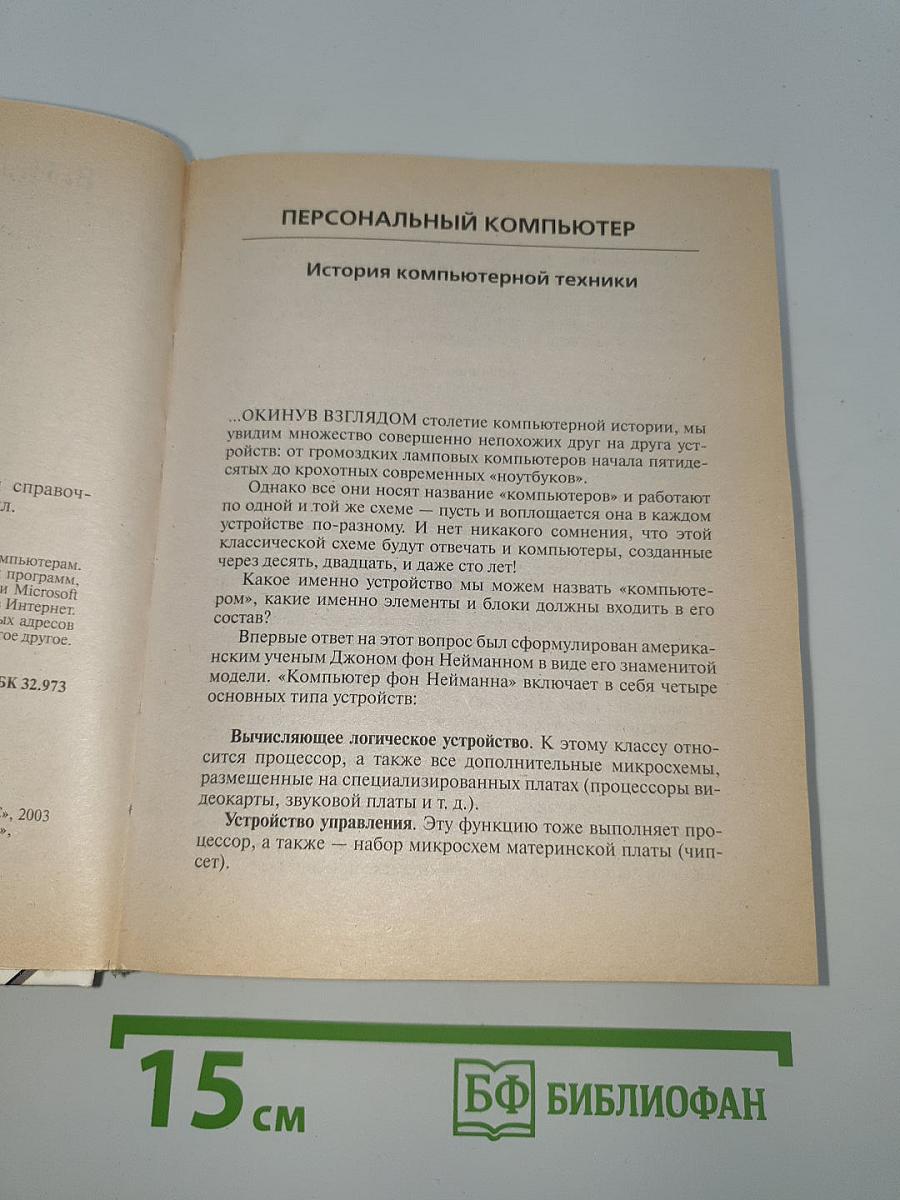 справоч-
л.
мпьютерам.
программ,
и Microsoft
Интернет.
ых адресов
гое другое.
БК 32.973
», 2003
»,
ПЕРСОНАЛЬНЫЙ КОМПЬЮТЕР
История компьютерной техники
...ОКИНУВ ВЗГЛЯДОМ столетие компьютерной истории, мы
увидим множество совершенно непохожих друг на друга уст-
ройств: от громоздких ламповых компьютеров начала пятиде-
сятых до крохотных современных «ноутбуков».
Однако все они носят название «компьютеров» и работают
по одной и той же схеме — пусть и воплощается она в каждом
устройстве по-разному. И нет никакого сомнения, что этой
классической схеме будут отвечать и компьютеры, созданные
через десять, двадцать, и даже сто лет!
Какое именно устройство мы можем назвать «компьюте-
ром», какие именно элементы и блоки должны входить в его
состав?
Впервые ответ на этот вопрос был сформулирован америка-
нским ученым Джоном фон Нейманном в виде его знаменитой
модели. «Компьютер фон Нейманна» включает в себя четыре
основных типа устройств:
Вычисляющее логическое устройство. К этому классу отно-
сится процессор, а также все дополнительные микросхемы,
размещенные на специализированных платах (процессоры ви-
деокарты, звуковой платы и т. д.).
Устройство управления. Эту функцию тоже выполняет про-
цессор, а также — набор микросхем материнской платы (чип-
сет).
15 см
БФ БИБЛИОФАН